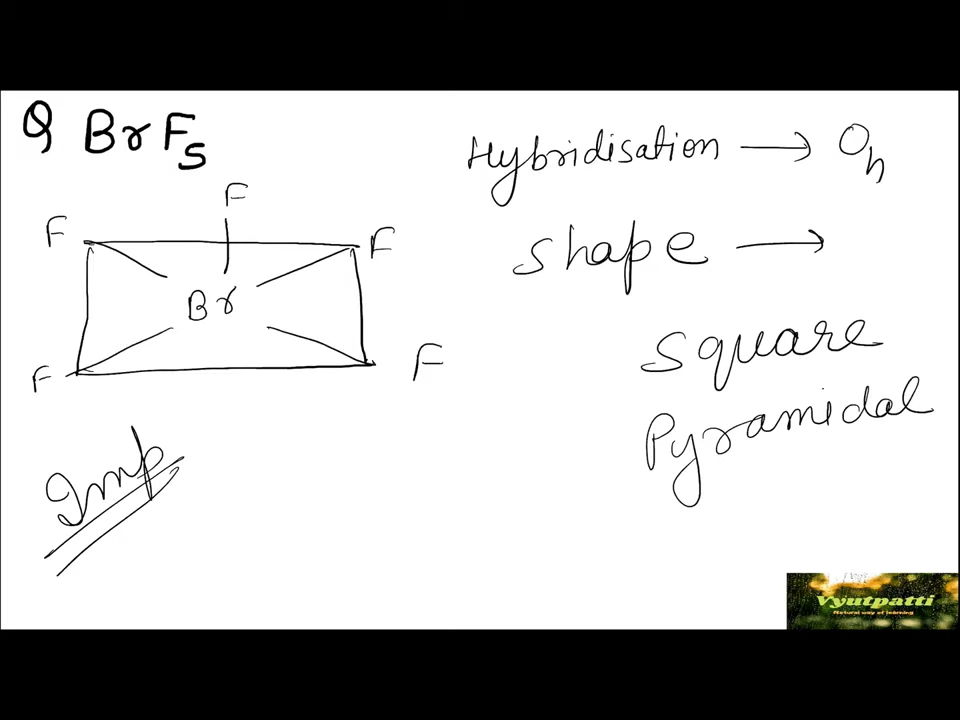 Q BrF5
Hybridisation → Oh
Shape →
Square
Pyramidal
F
F
F
Br
F
F
Imp
Vyutpatti
Natural way of learning